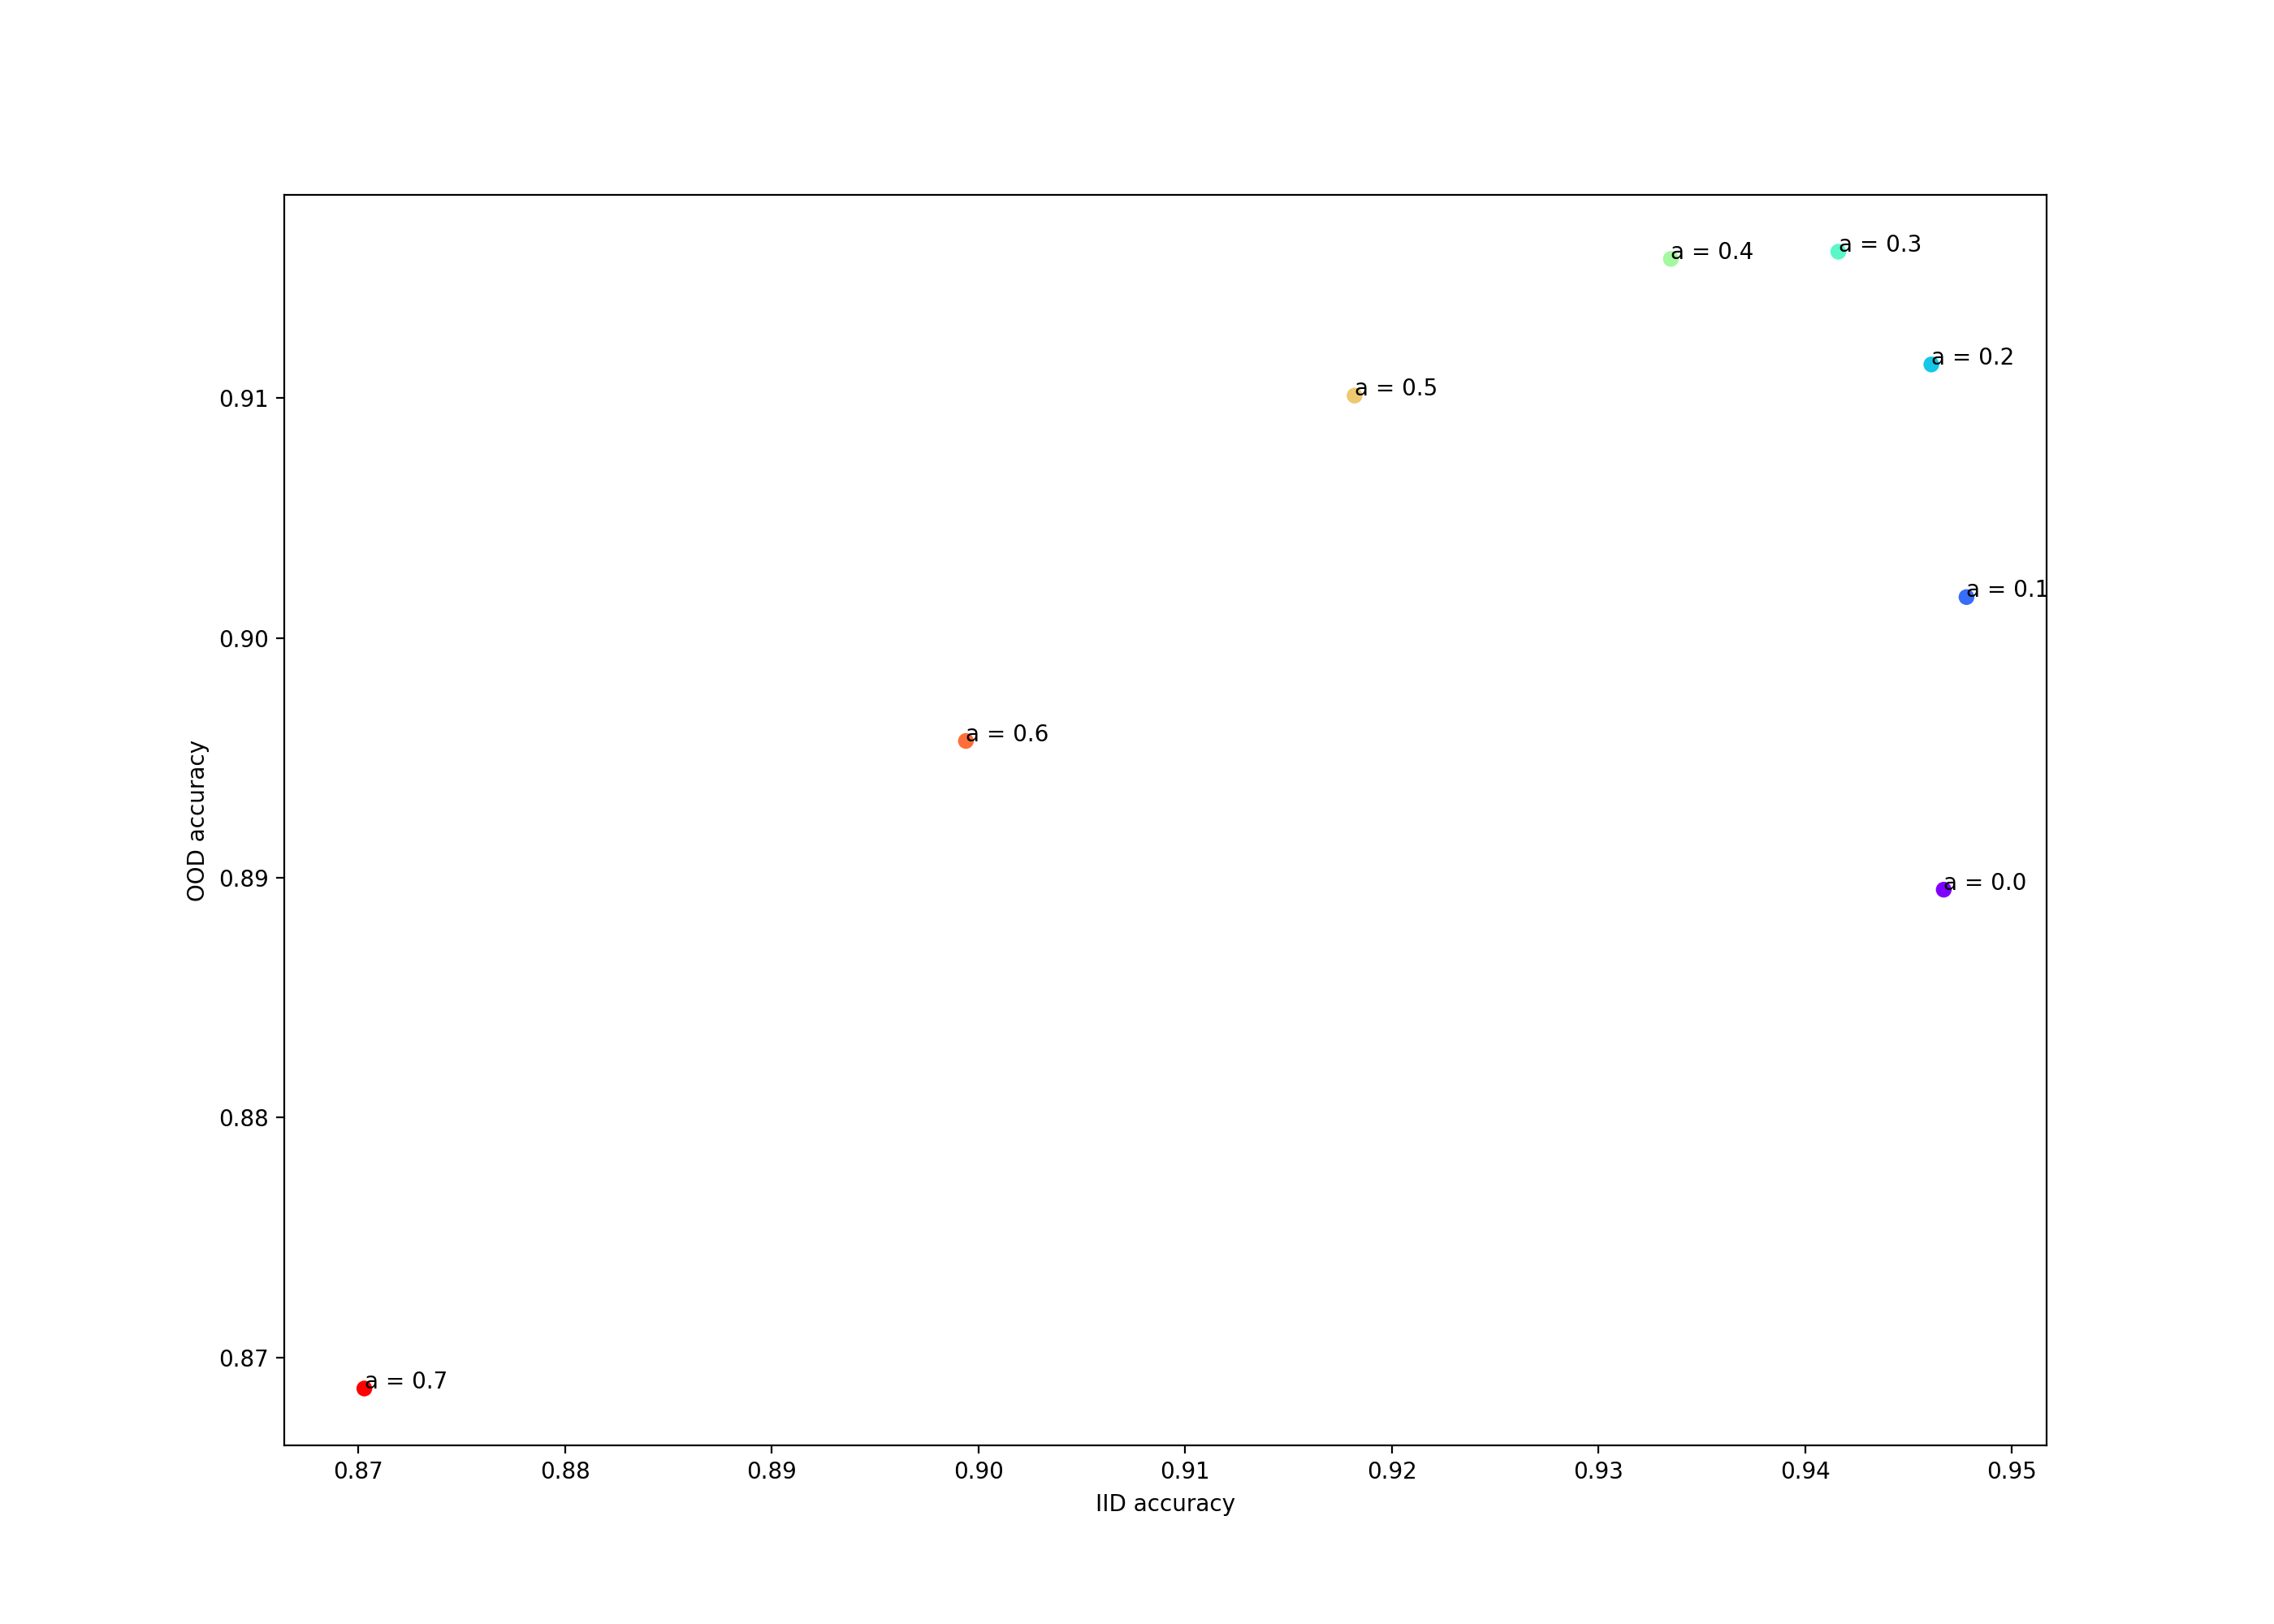 a = 0.4
a = 0.3
a = 0.2
a = 0.5
a = 0.1
a = 0.6
a = 0.0
a = 0.7
0.91
0.90
0.89
0.88
0.87
OOD accuracy
0.87 0.88 0.89 0.90 0.91 0.92 0.93 0.94 0.95
IID accuracy